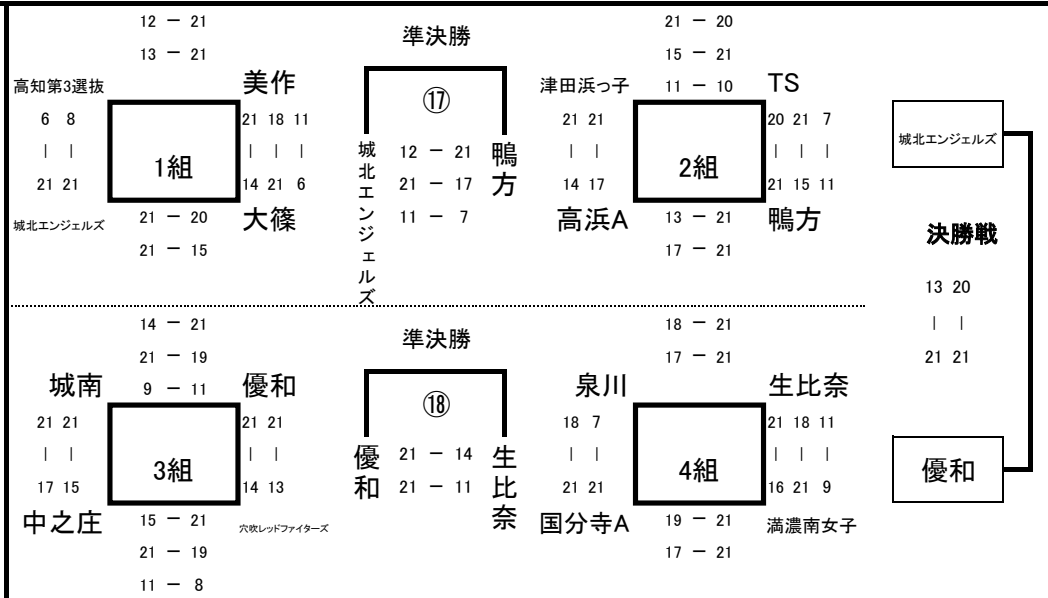 12 － 21
13 － 21
高知第3選抜
美作
6 8
| |
21 21
1組
21 18 11
| | |
14 21 6
城北エンジェルズ
大篠
21 － 20
21 － 15
準決勝
⑰
城北エンジェルズ
12 － 21
21 － 17
11 － 7
鴨方
21 － 20
15 － 21
11 － 10
津田浜っ子
TS
21 21
| |
14 17
2組
20 21 7
| | |
21 15 11
高浜A
鴨方
13 － 21
17 － 21
城北エンジェルズ
決勝戦
13 20
| |
21 21
優和
14 － 21
21 － 19
9 － 11
城南
優和
21 21
| |
17 15
3組
21 21
| |
14 13
中之庄
穴吹レッドファイターズ
15 － 21
21 － 19
11 － 8
準決勝
⑱
優和
21 － 14
21 － 11
生比奈
18 － 21
17 － 21
泉川
生比奈
18 7
| |
21 21
4組
21 18 11
| | |
16 21 9
国分寺A
満濃南女子
19 － 21
17 － 21